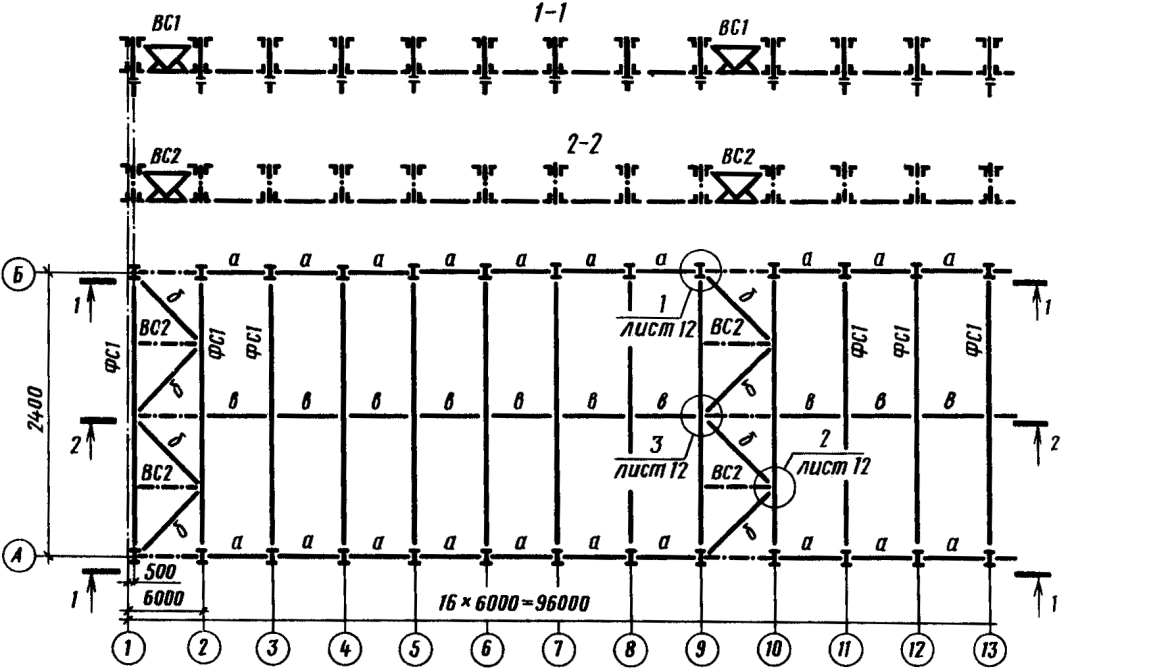 1-1
ВС1 ВС1
2-2
ВС2 ВС2
Б а а а а а а а а а а
1 б 1 лист 12 б 1
ВС2 ВС2
ФС1 ФС1 ФС1 ФС1 ФС1 ФС1
б б
2400
в в в в в в в в в в
2 б 3 лист 12 б 2 лист 12 2
ВС2 ВС2
б б
А а а а а а а а а а а
1 500 1
6000 16 × 6000 = 96000
1 2 3 4 5 6 7 8 9 10 11 12 13